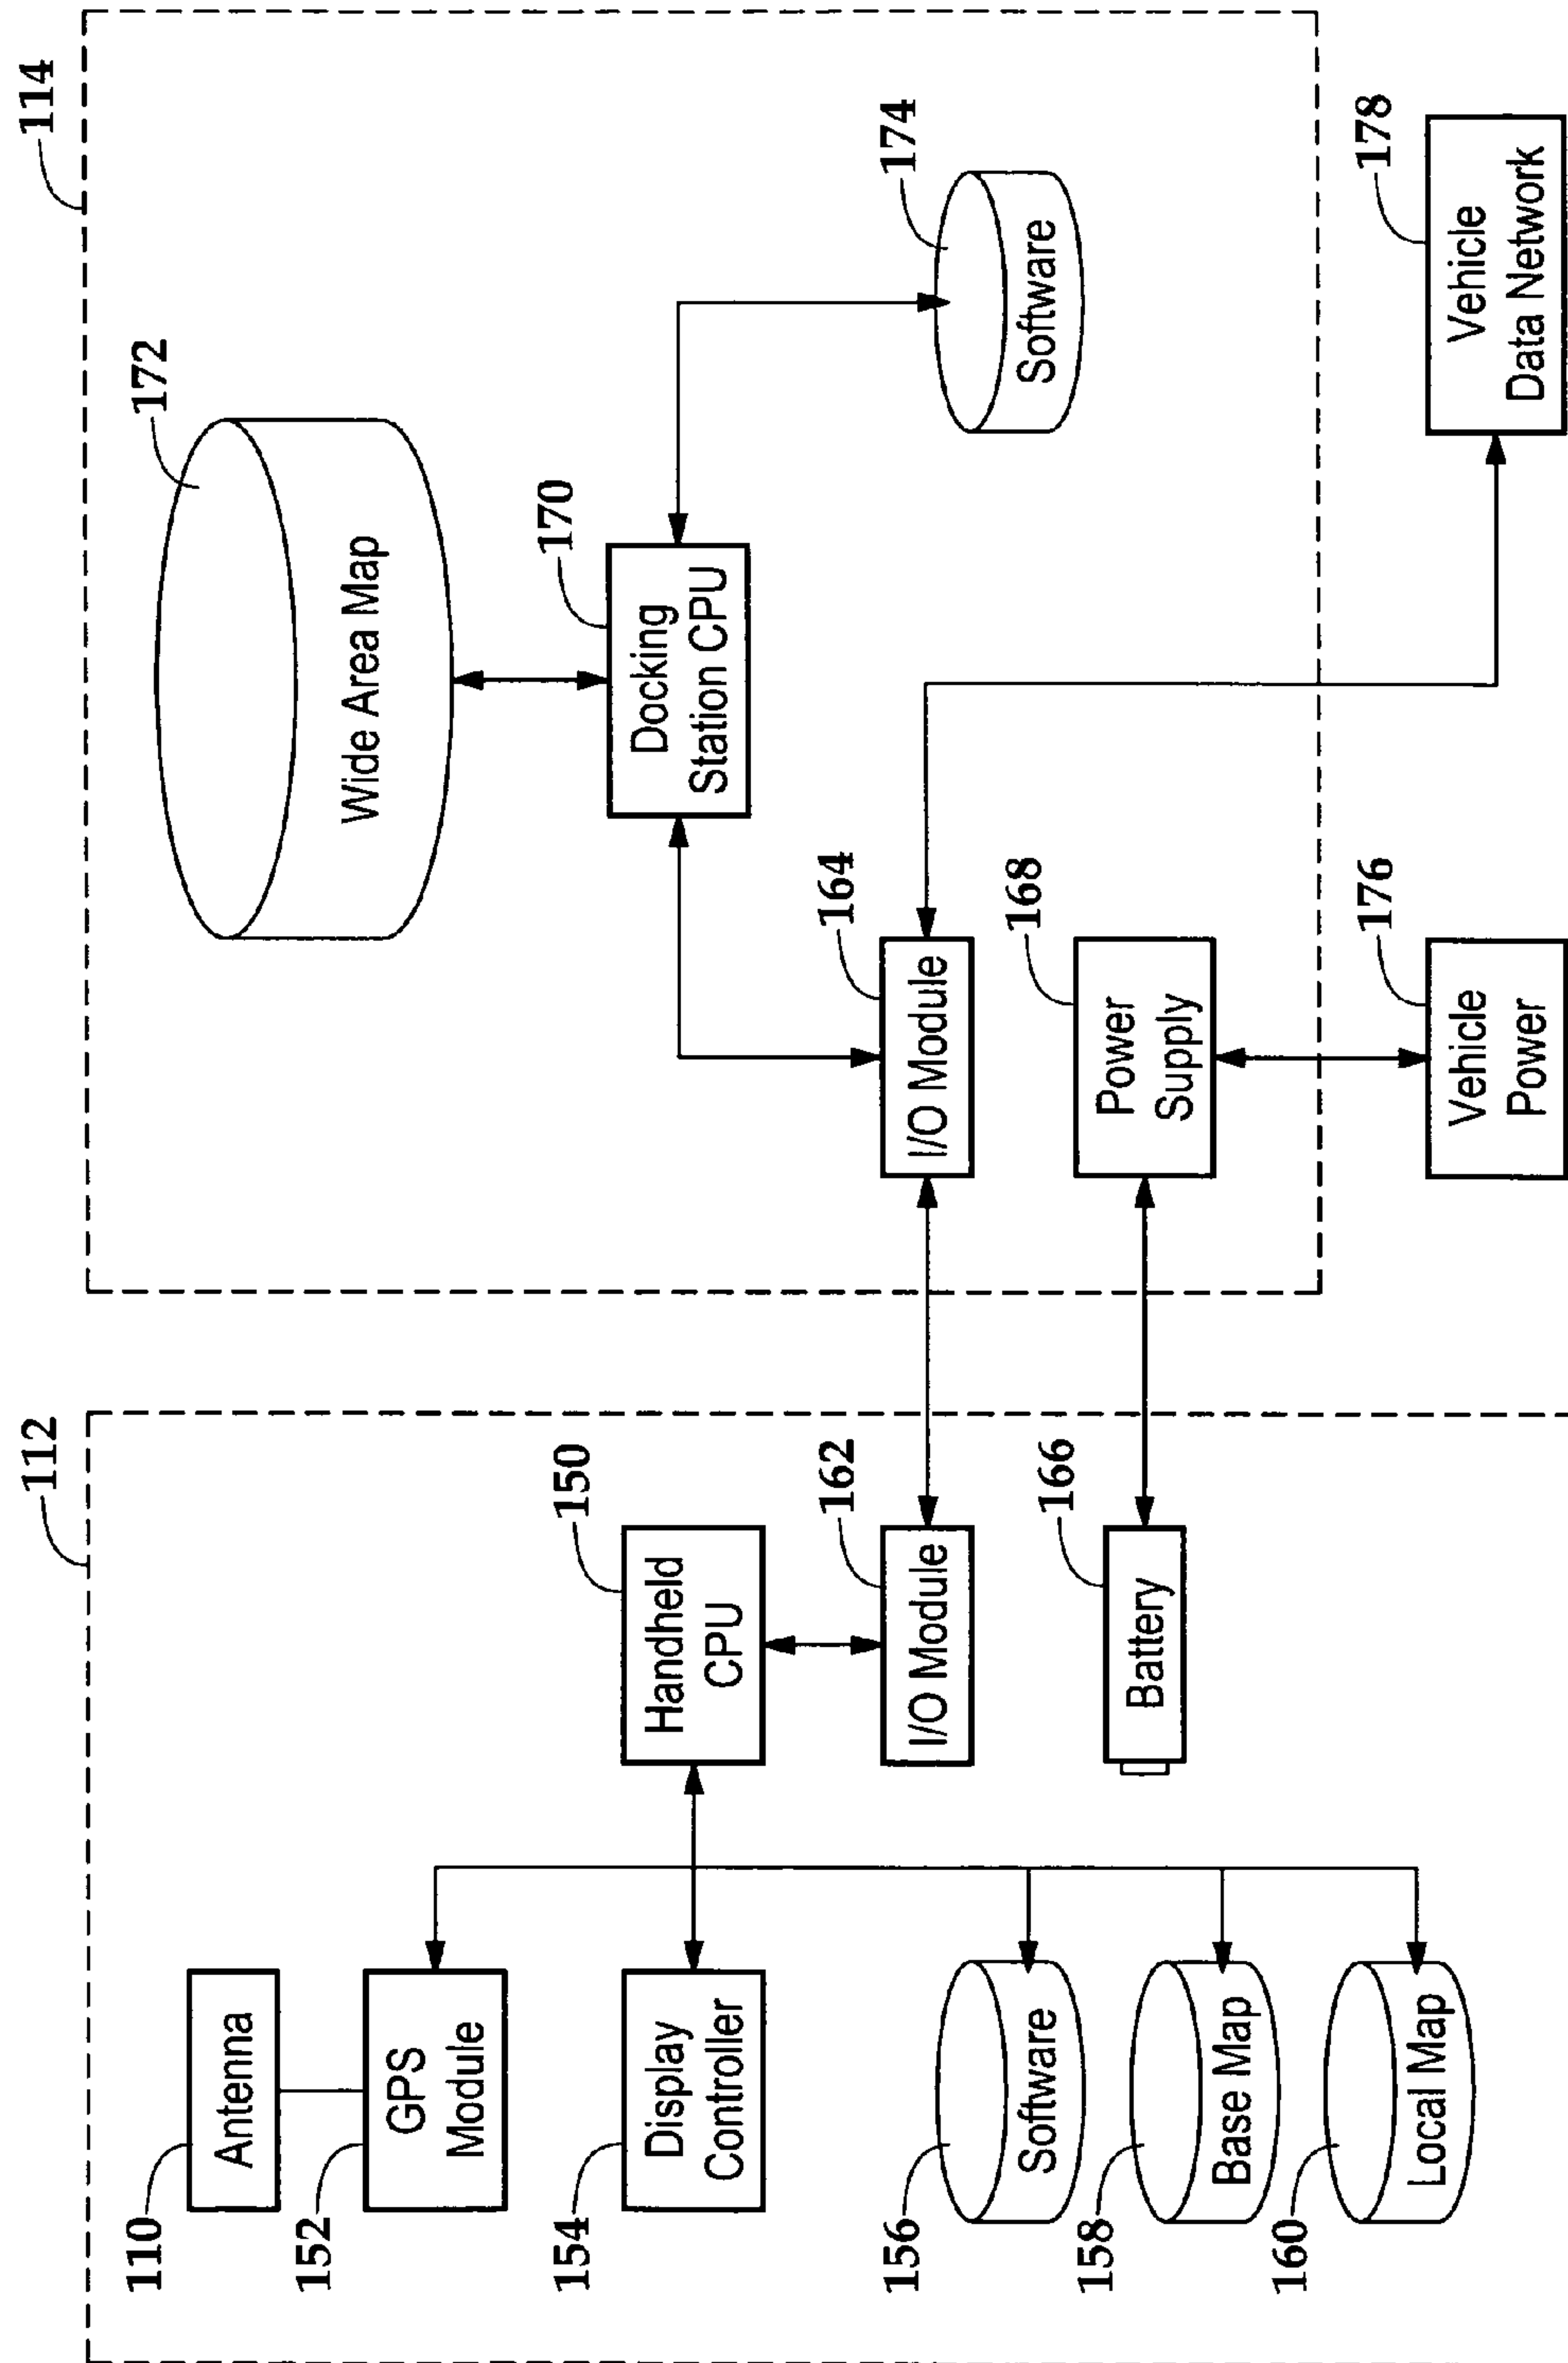 112
114
110
Antenna
152
GPS
Module
154
Display
Controller
156
Software
158
Base Map
160
Local Map
150
Handheld
CPU
162
I/O Module
166
Battery
172
Wide Area Map
170
Docking
Station CPU
174
Software
164
I/O Module
168
Power
Supply
176
Vehicle
Power
178
Vehicle
Data Network